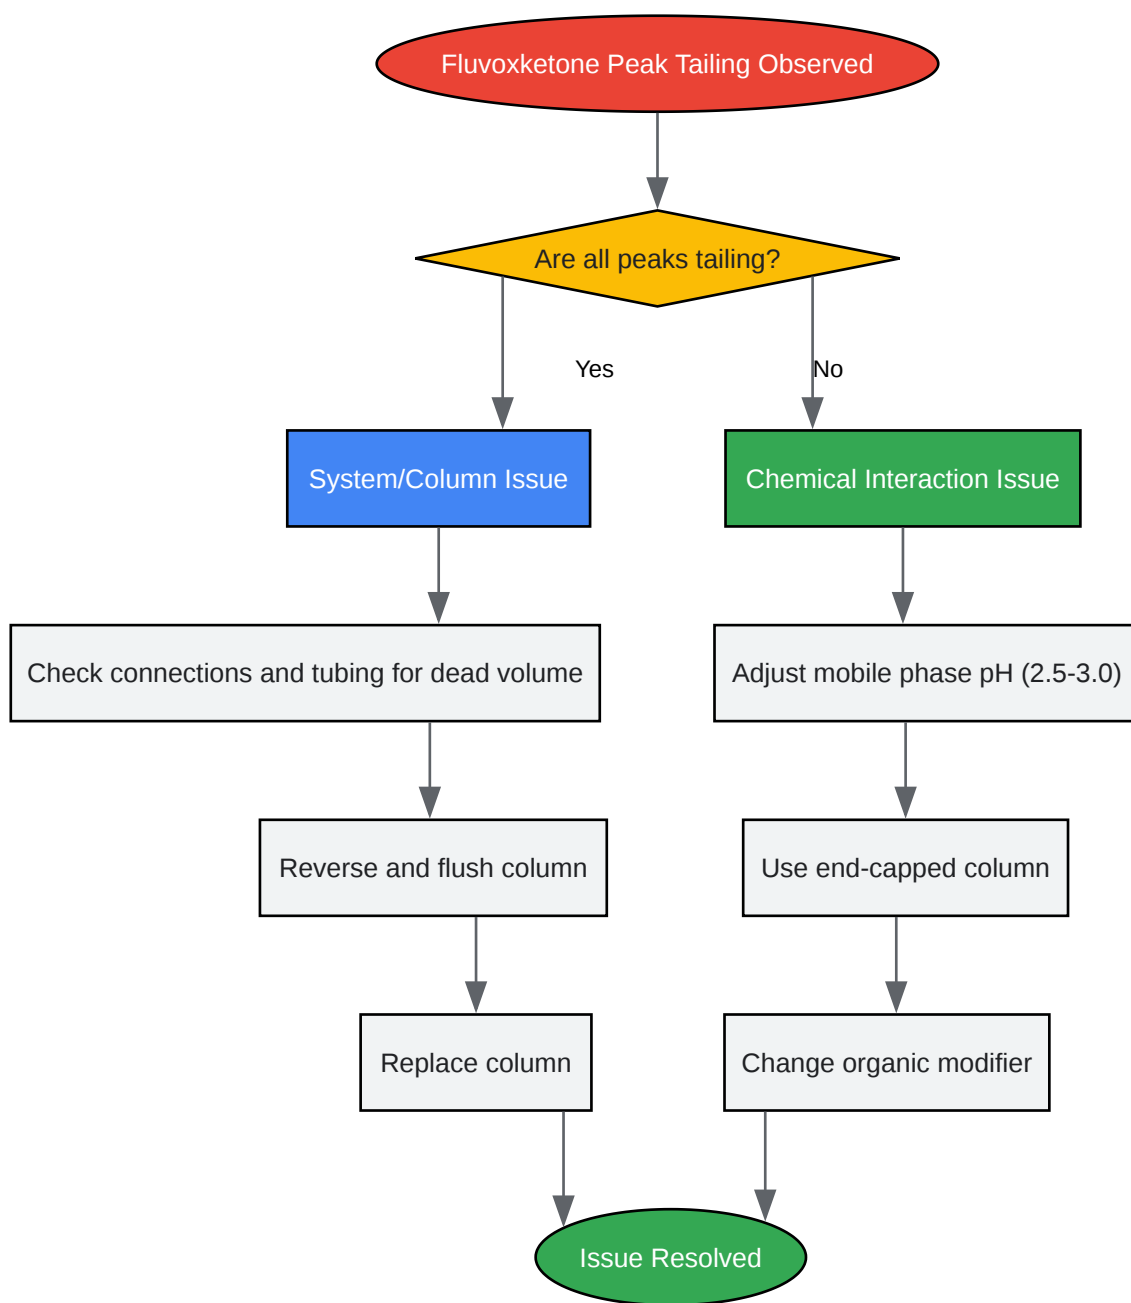 Fluvoxketone Peak Tailing Observed
Are all peaks tailing?
Yes
No
System/Column Issue
Chemical Interaction Issue
Check connections and tubing for dead volume
Adjust mobile phase pH (2.5-3.0)
Reverse and flush column
Use end-capped column
Replace column
Change organic modifier
Issue Resolved